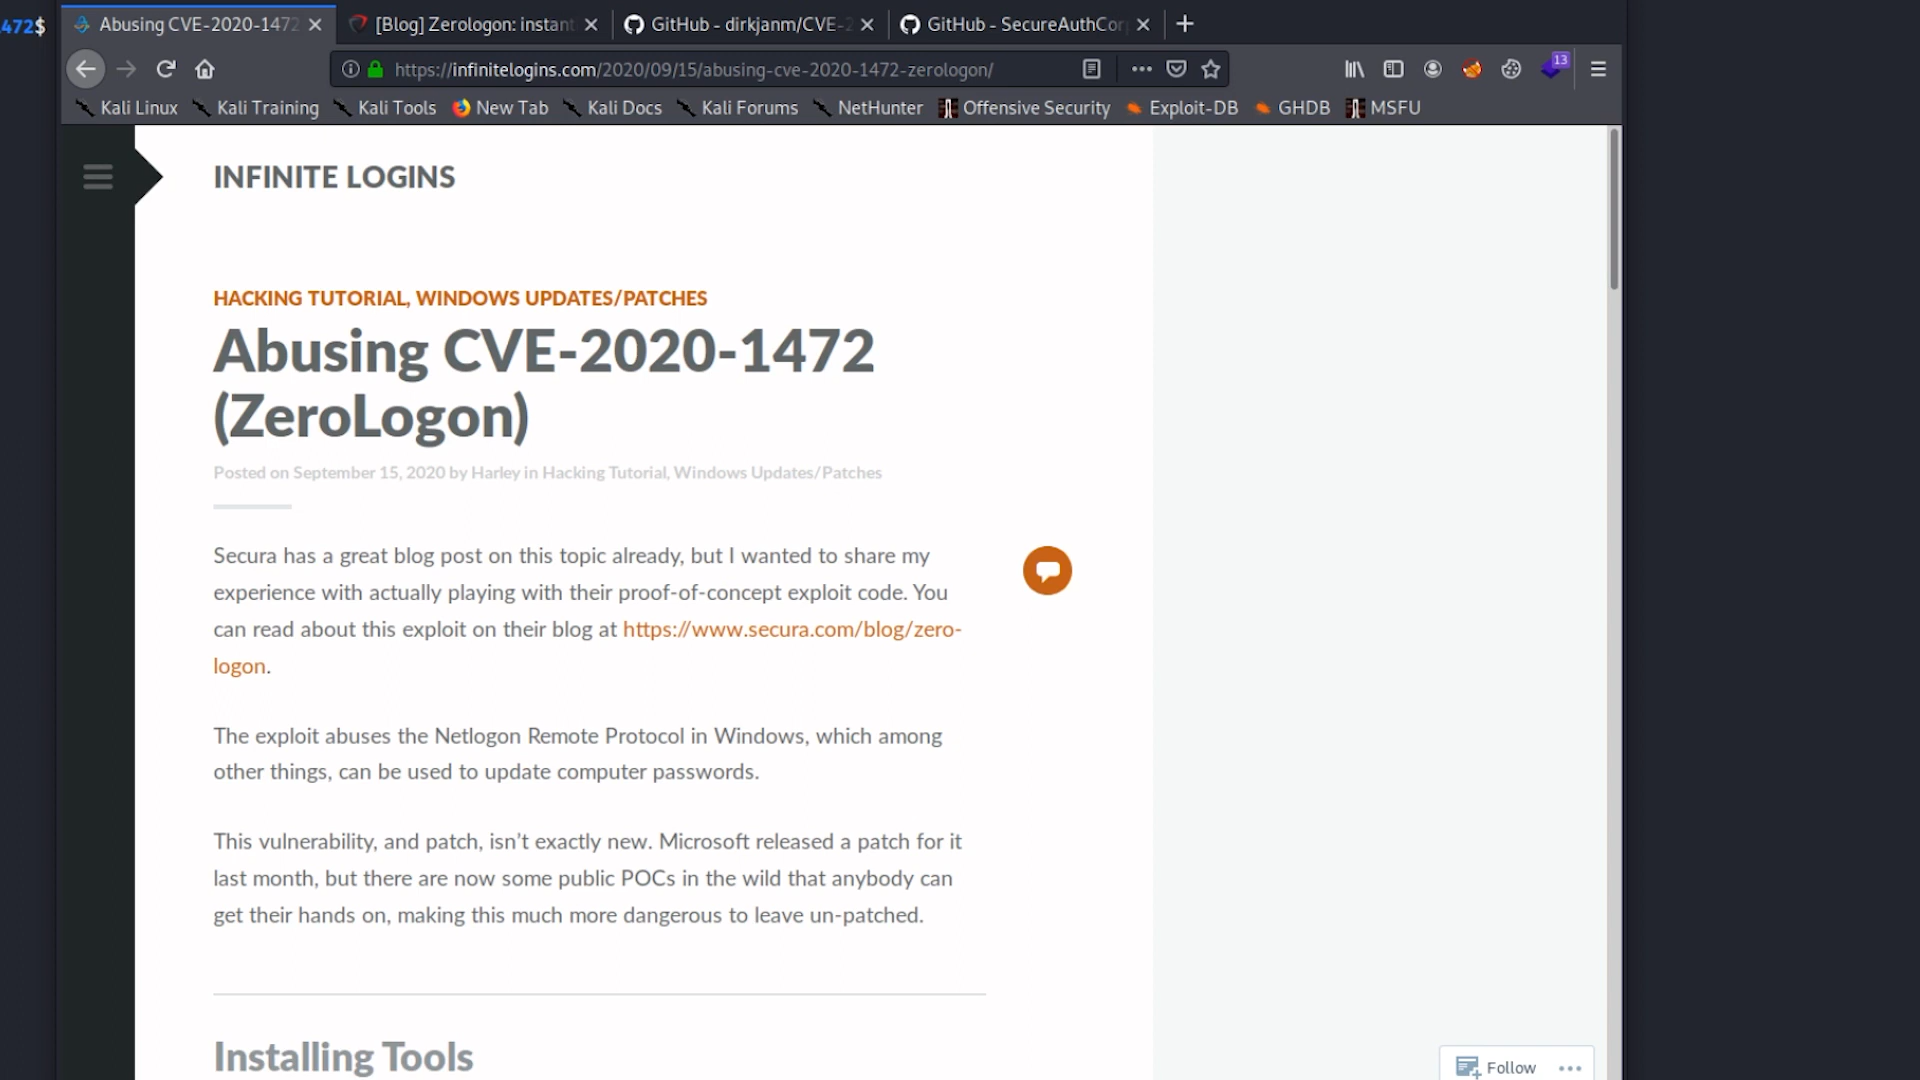 472$
Abusing CVE-2020-1472
[Blog] Zerologon: instant
GitHub - dirkjanm/CVE-2
GitHub - SecureAuthCor
https://infinitelogins.com/2020/09/15/abusing-cve-2020-1472-zerologon/
13
Kali Linux
Kali Training
Kali Tools
New Tab
Kali Docs
Kali Forums
NetHunter
Offensive Security
Exploit-DB
GHDB
MSFU
INFINITE LOGINS
HACKING TUTORIAL, WINDOWS UPDATES/PATCHES
Abusing CVE-2020-1472
(ZeroLogon)
Posted on September 15, 2020 by Harley in Hacking Tutorial, Windows Updates/Patches
Secura has a great blog post on this topic already, but I wanted to share my
experience with actually playing with their proof-of-concept exploit code. You
can read about this exploit on their blog at https://www.secura.com/blog/zero-
logon.
The exploit abuses the Netlogon Remote Protocol in Windows, which among
other things, can be used to update computer passwords.
This vulnerability, and patch, isn’t exactly new. Microsoft released a patch for it
last month, but there are now some public POCs in the wild that anybody can
get their hands on, making this much more dangerous to leave un-patched.
Installing Tools
Follow